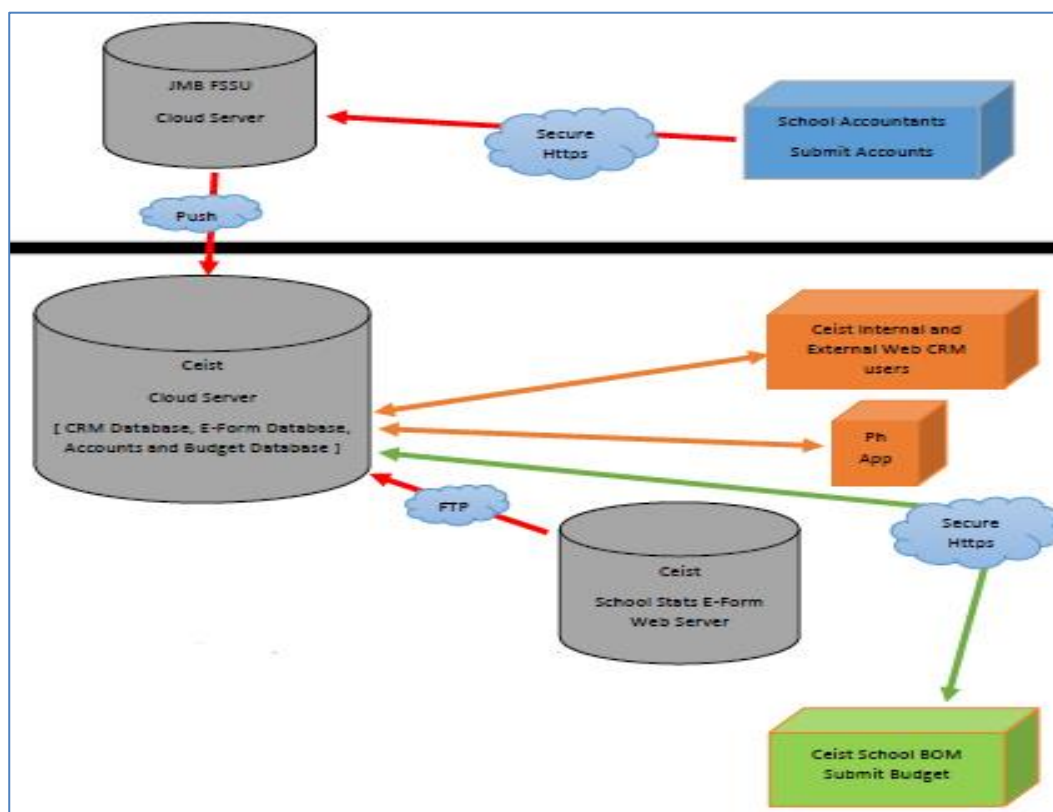 JMB FSSU
Cloud Server
School Accountants
Submit Accounts
Secure
Https
Push
Ceist
Cloud Server
[ CRM Database, E-Form Database,
Accounts and Budget Database ]
Ceist Internal and
External Web CRM
users
Ph
App
FTP
Secure
Https
Ceist
School Stats E-Form
Web Server
Ceist School BOM
Submit Budget